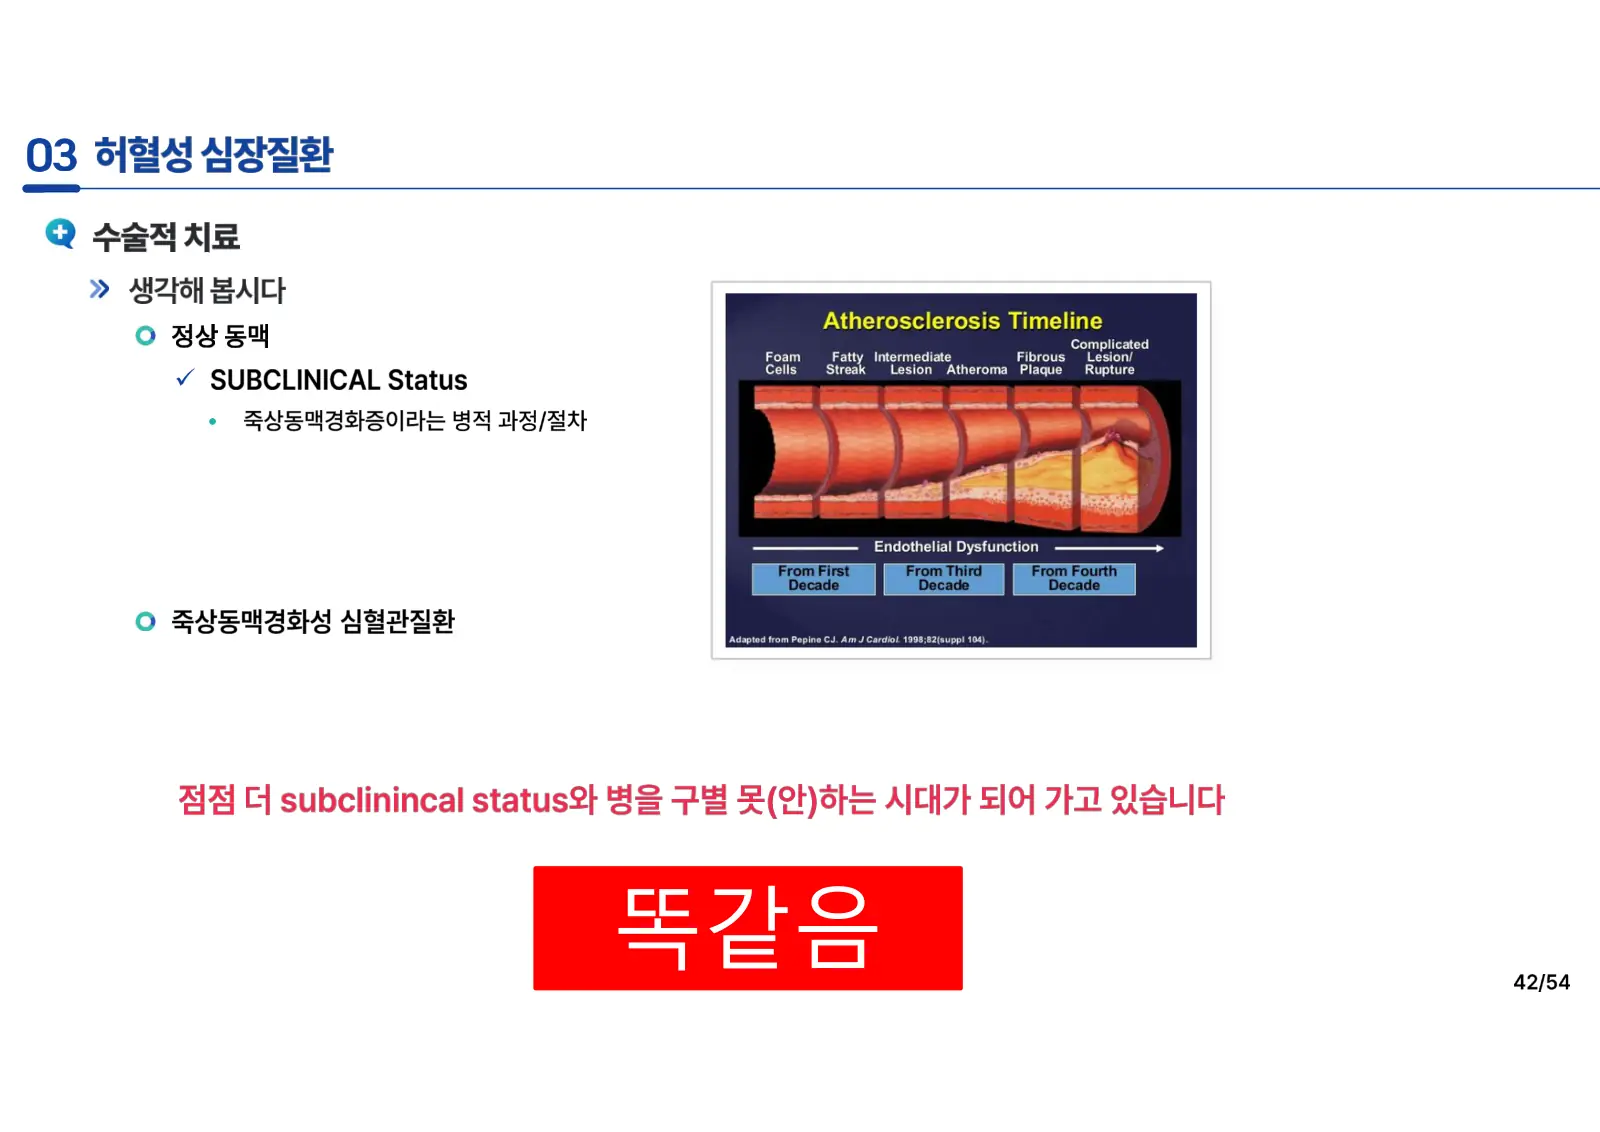 03 허혈성 심장질환
수술적 치료
생각해 봅시다
정상 동맥
SUBCLINICAL Status
죽상동맥경화증이라는 병적 과정/절차
죽상동맥경화성 심혈관질환
Atherosclerosis Timeline
Foam Cells
Fatty Streak
Intermediate Lesion
Atheroma
Fibrous Plaque
Complicated Lesion/ Rupture
Endothelial Dysfunction
From First Decade
From Third Decade
From Fourth Decade
Adapted from Pepine CJ. Am J Cardiol. 1998;82(suppl 104).
점점 더 subclinincal status와 병을 구별 못(안)하는 시대가 되어 가고 있습니다
똑같음
42/54